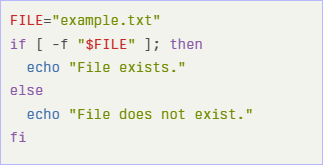 FILE="example.txt"
if [ -f "$FILE" ]; then
  echo "File exists."
else
  echo "File does not exist."
fi